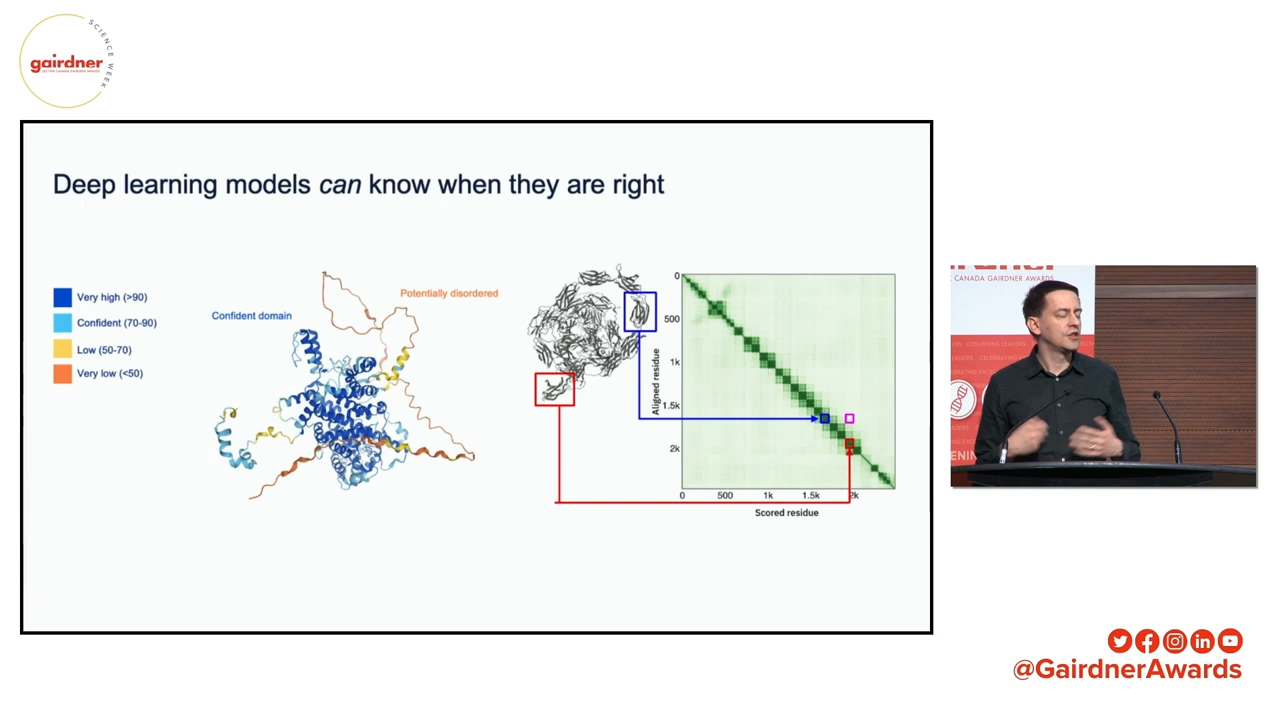 SCIENCE WEEK
gairdner
Deep learning models can know when they are right
Very high (>90)
Confident (70-90)
Low (50-70)
Very low (<50)
Confident domain
Potentially disordered
Aligned residue
0
500
1k
1.5k
2k
0
500
1k
1.5k
2k
Scored residue
CANADA GAIRDNER AWARDS
@GairdnerAwards